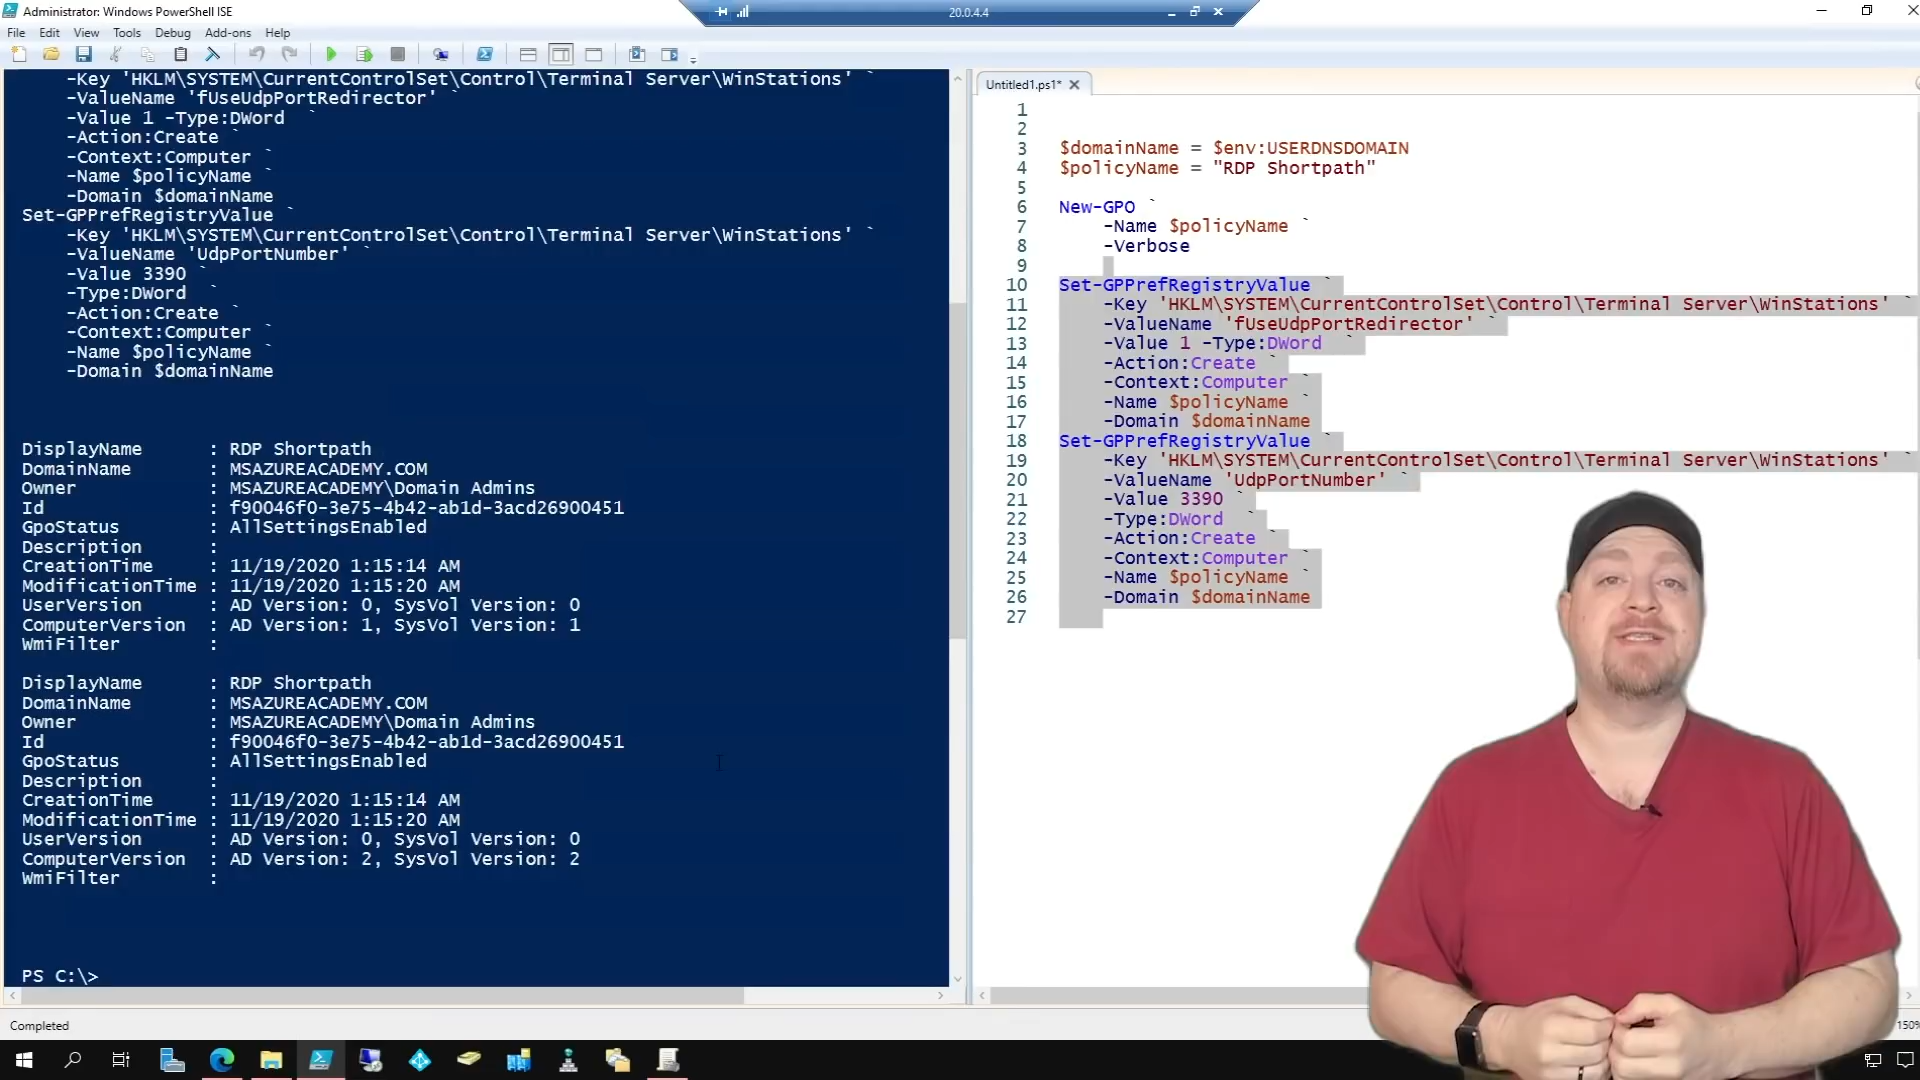 Administrator: Windows PowerShell ISE
20.0.4.4
File Edit View Tools Debug Add-ons Help
-Key 'HKLM\SYSTEM\CurrentControlSet\Control\Terminal Server\WinStations' `
-ValueName 'fUseUdpPortRedirector' `
-Value 1 -Type:DWord `
-Action:Create `
-Context:Computer `
-Name $policyName `
-Domain $domainName
Set-GPPrefRegistryValue `
-Key 'HKLM\SYSTEM\CurrentControlSet\Control\Terminal Server\WinStations' `
-ValueName 'UdpPortNumber' `
-Value 3390 `
-Type:DWord `
-Action:Create `
-Context:Computer `
-Name $policyName `
-Domain $domainName
DisplayName : RDP Shortpath
DomainName : MSAZUREACADEMY.COM
Owner : MSAZUREACADEMY\Domain Admins
Id : f90046f0-3e75-4b42-ab1d-3acd26900451
GpoStatus : AllSettingsEnabled
Description :
CreationTime : 11/19/2020 1:15:14 AM
ModificationTime : 11/19/2020 1:15:20 AM
UserVersion : AD Version: 0, SysVol Version: 0
ComputerVersion : AD Version: 1, SysVol Version: 1
WmiFilter :
DisplayName : RDP Shortpath
DomainName : MSAZUREACADEMY.COM
Owner : MSAZUREACADEMY\Domain Admins
Id : f90046f0-3e75-4b42-ab1d-3acd26900451
GpoStatus : AllSettingsEnabled
Description :
CreationTime : 11/19/2020 1:15:14 AM
ModificationTime : 11/19/2020 1:15:20 AM
UserVersion : AD Version: 0, SysVol Version: 0
ComputerVersion : AD Version: 2, SysVol Version: 2
WmiFilter :
PS C:\>
Untitled1.ps1*
1
2
3 $domainName = $env:USERDNSDOMAIN
4 $policyName = "RDP Shortpath"
5
6 New-GPO `
7 -Name $policyName `
8 -Verbose
9
10 Set-GPPrefRegistryValue `
11 -Key 'HKLM\SYSTEM\CurrentControlSet\Control\Terminal Server\WinStations' `
12 -ValueName 'fUseUdpPortRedirector' `
13 -Value 1 -Type:DWord `
14 -Action:Create `
15 -Context:Computer `
16 -Name $policyName `
17 -Domain $domainName
18 Set-GPPrefRegistryValue `
19 -Key 'HKLM\SYSTEM\CurrentControlSet\Control\Terminal Server\WinStations' `
20 -ValueName 'UdpPortNumber' `
21 -Value 3390 `
22 -Type:DWord `
23 -Action:Create `
24 -Context:Computer `
25 -Name $policyName `
26 -Domain $domainName
27
Completed
150%